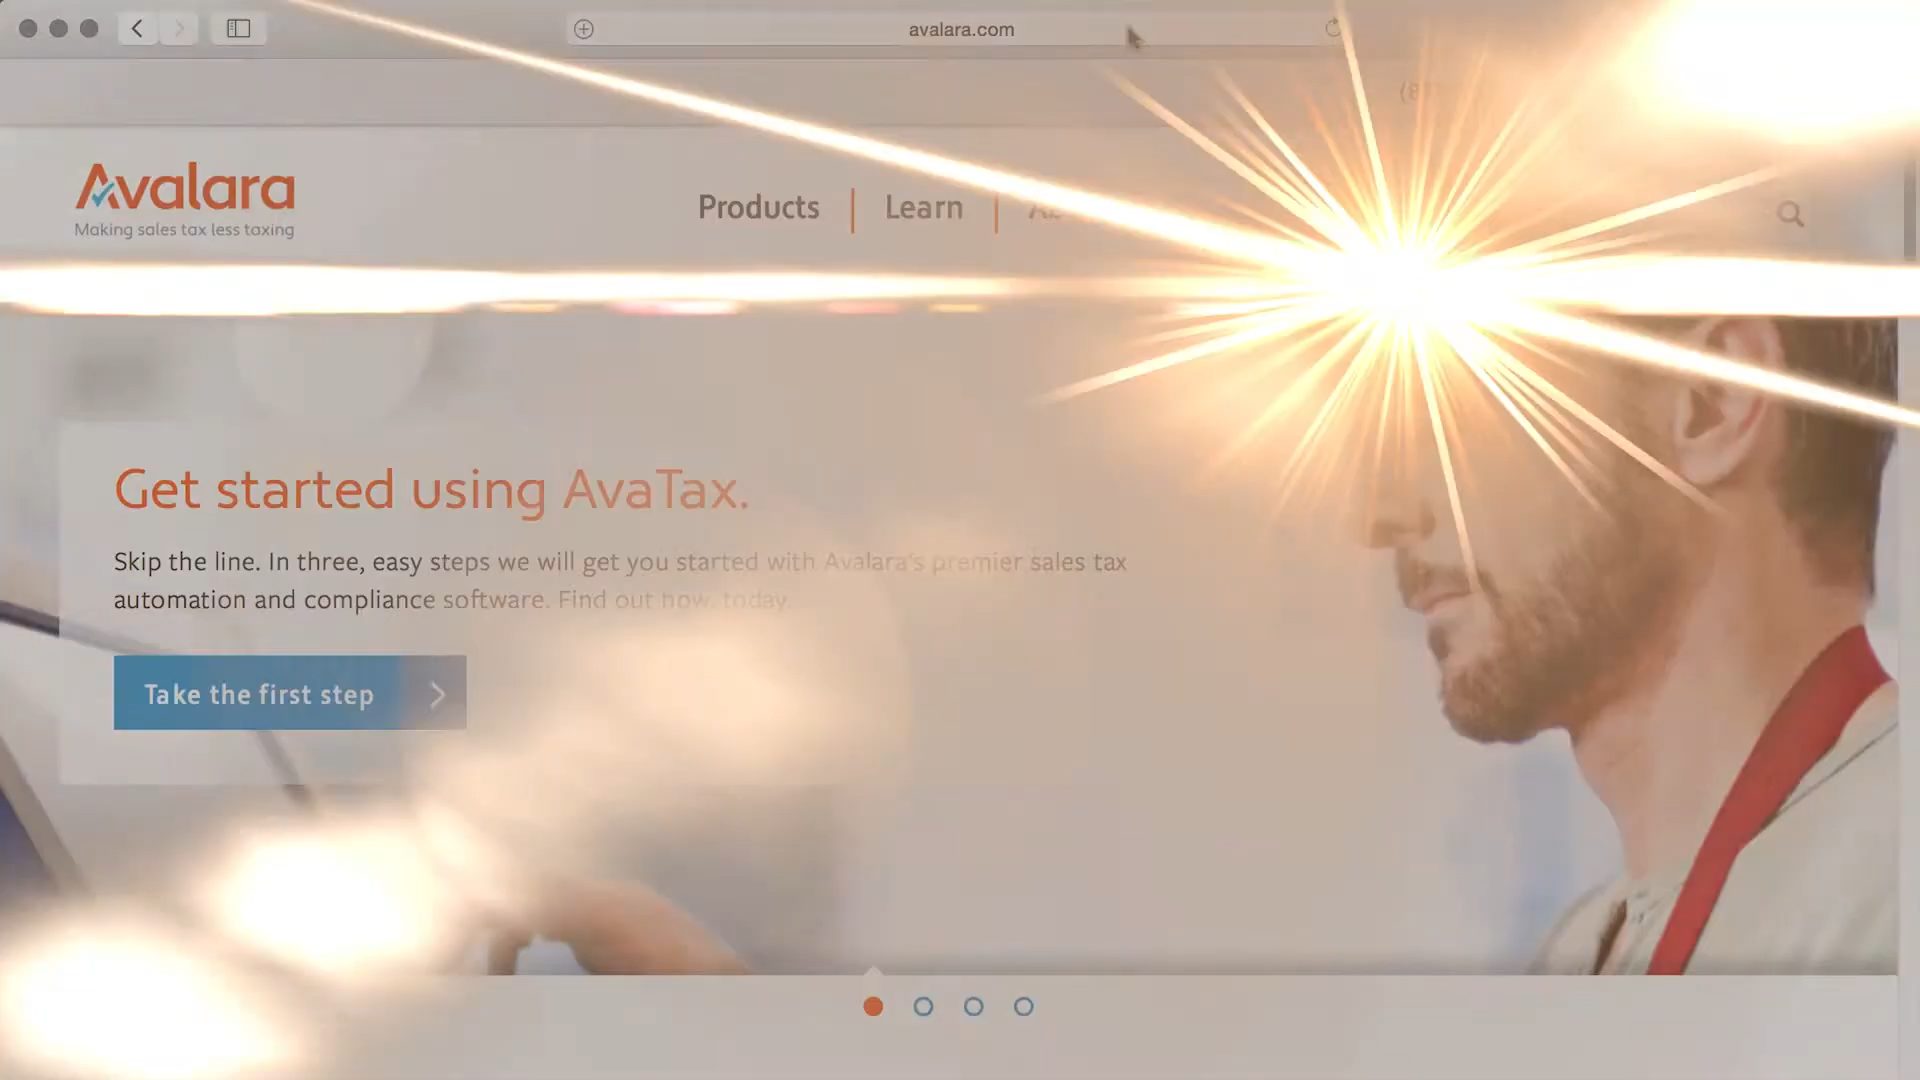 avalara.com
Avalara
Making sales tax less taxing
Products
Learn
Get started using AvaTax.
Skip the line. In three, easy steps we will get you started with Avalara's premier sales tax
automation and compliance software. Find out how, today.
Take the first step